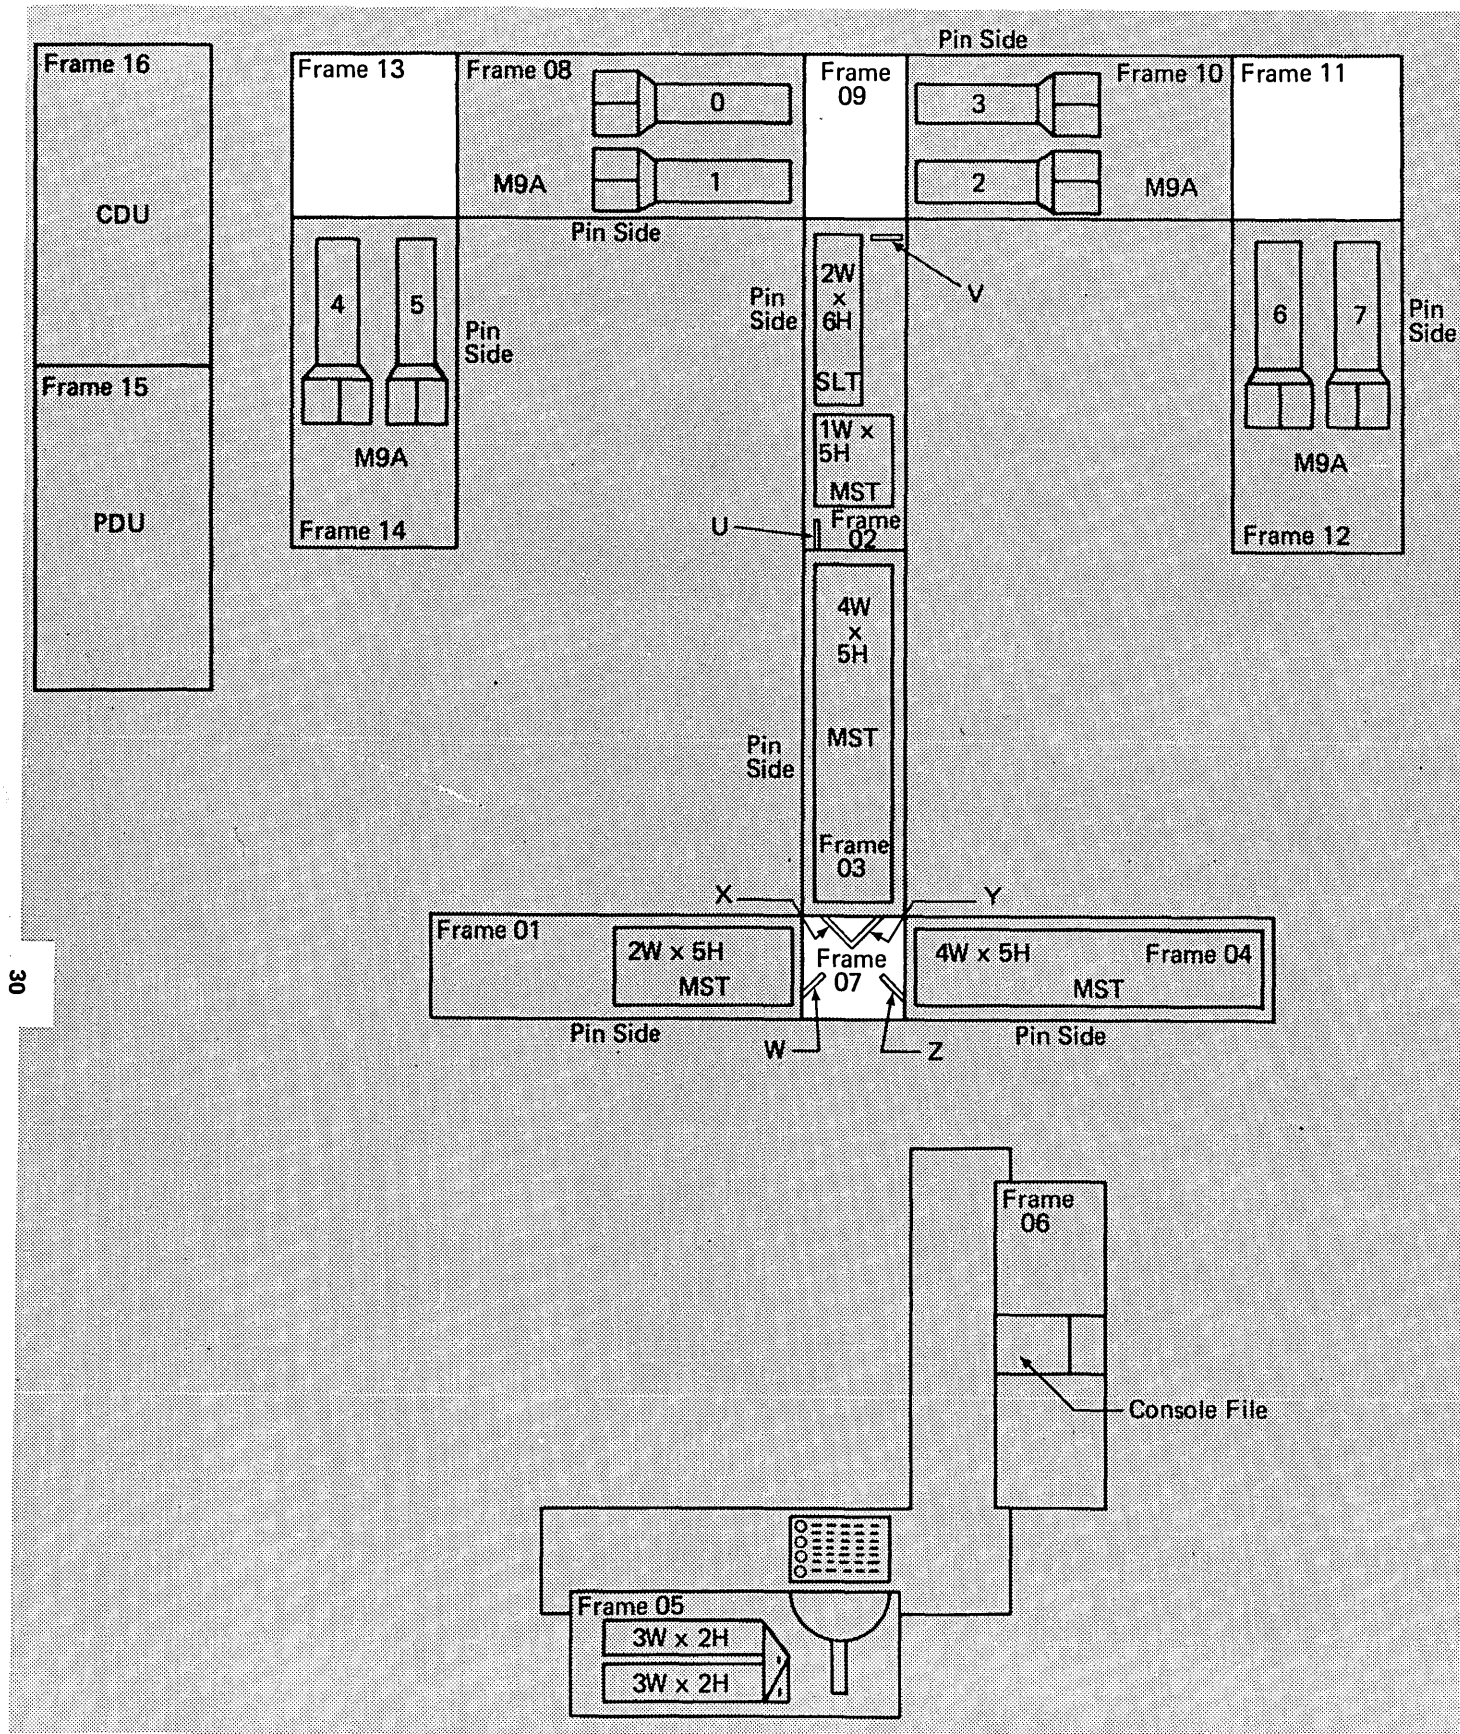 Pin Side
Frame 16
CDU
Frame 15
PDU
Frame 13
Frame 08
0
1
M9A
Pin Side
Frame
09
3
2
Frame 10
M9A
Frame 11
4
5
Pin
Side
M9A
Frame 14
Pin
Side
2W
x
6H
SLT
V
1W x
5H
MST
U
Frame
02
6
7
Pin
Side
M9A
Frame 12
4W
x
5H
MST
Pin
Side
Frame
03
X
Y
Frame 01
2W x 5H
MST
Frame
07
4W x 5H
Frame 04
MST
Pin Side
W
Z
Pin Side
30
Frame
06
Console File
Frame 05
3W x 2H
3W x 2H